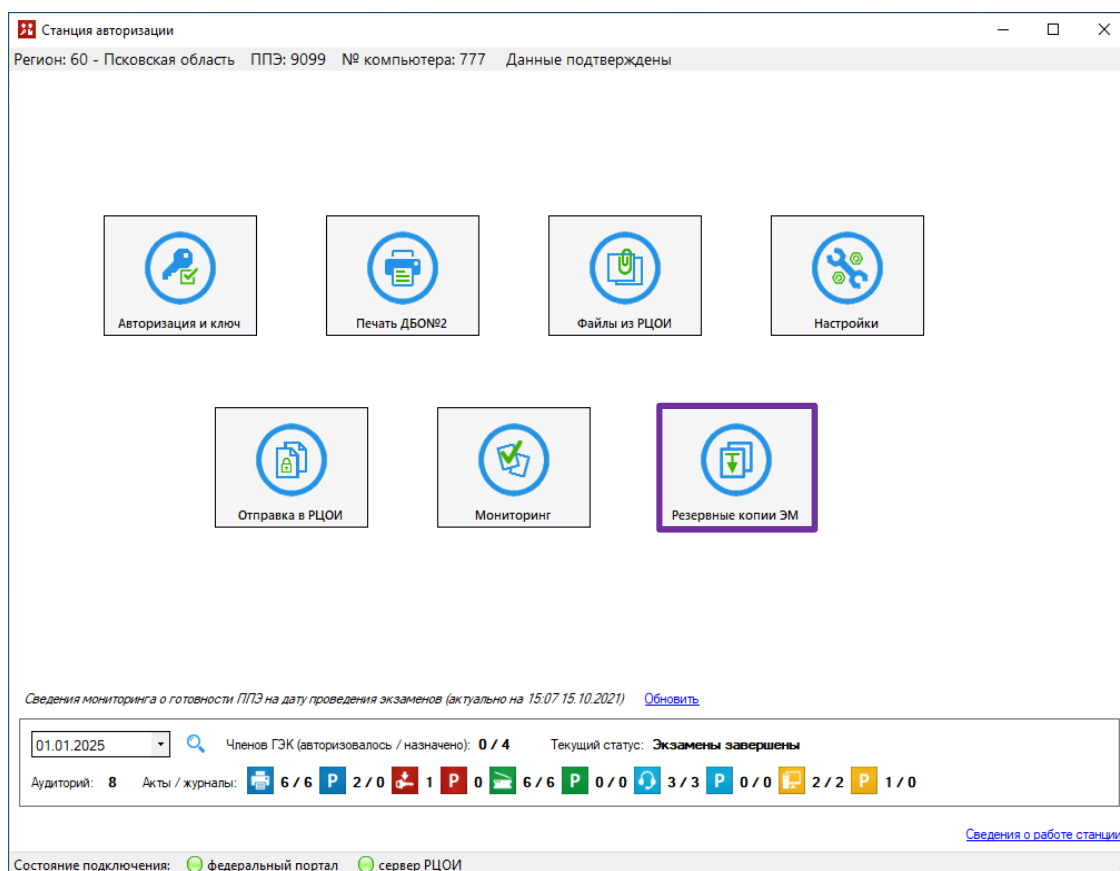 Станция авторизации
Регион: 60 - Псковская область ППЭ: 9099 № компьютера: 777 Данные подтверждены
Авторизация и ключ
Печать ДБО№2
Файлы из РЦОИ
Настройки
Отправка в РЦОИ
Мониторинг
Резервные копии ЭМ
Сведения мониторинга о готовности ППЭ на дату проведения экзаменов (актуально на 15:07 15.10.2021) Обновить
01.01.2025 Членов ГЭК (авторизовалось / назначено): 0 / 4 Текущий статус: Экзамены завершены
Аудиторий: 8 Акты / журналы: 6 / 6 P 2 / 0 1 P 0 6 / 6 P 0 / 0 3 / 3 P 0 / 0 2 / 2 P 1 / 0
Сведения о работе станции
Состояние подключения: федеральный портал сервер РЦОИ